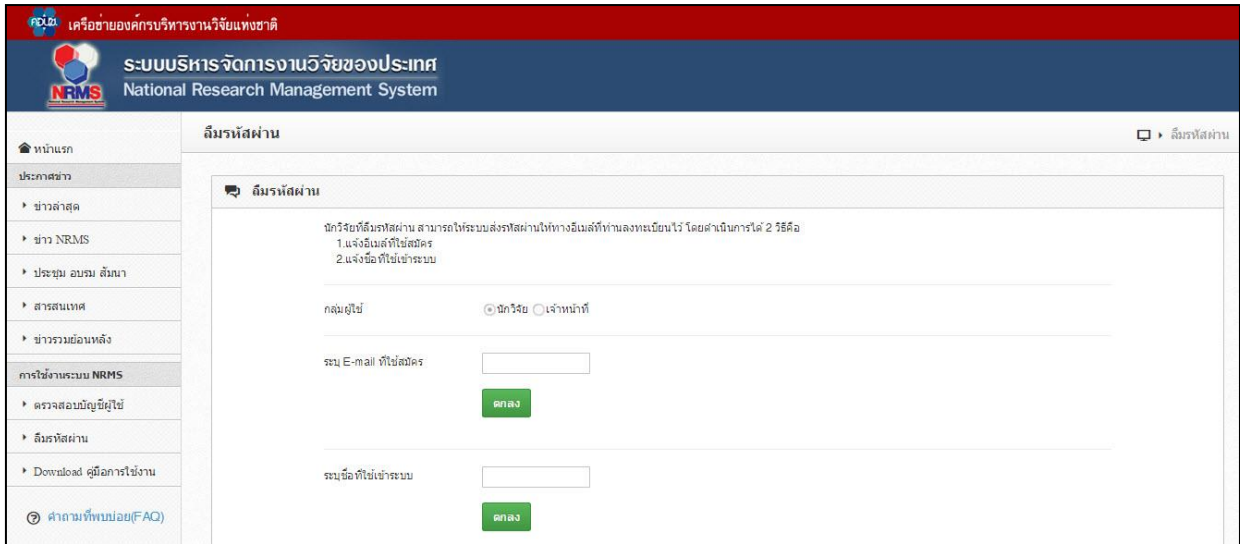 คอบช
เครือข่ายองค์กรบริหารงานวิจัยแห่งชาติ
NRMS
ระบบบริหารจัดการงานวิจัยของประเทศ
National Research Management System
หน้าแรก
ประกาศข่าว
ข่าวล่าสุด
ข่าว NRMS
ประชุม อบรม สัมนา
สารสนเทศ
ข่าวรวมย้อนหลัง
การใช้งานระบบ NRMS
ตรวจสอบบัญชีผู้ใช้
ลืมรหัสผ่าน
Download คู่มือการใช้งาน
คำถามที่พบบ่อย(FAQ)
ลืมรหัสผ่าน
ลืมรหัสผ่าน
ลืมรหัสผ่าน
นักวิจัยที่ลืมรหัสผ่าน สามารถให้ระบบส่งรหัสผ่านให้ทางอีเมล์ที่ท่านลงทะเบียนไว้ โดยดำเนินการได้ 2 วิธีคือ
1.แจ้งอีเมล์ที่ใช้สมัคร
2.แจ้งชื่อที่ใช้เข้าระบบ
กลุ่มผู้ใช้ นักวิจัย เจ้าหน้าที่
ระบุ E-mail ที่ใช้สมัคร
ตกลง
ระบุชื่อที่ใช้เข้าระบบ
ตกลง